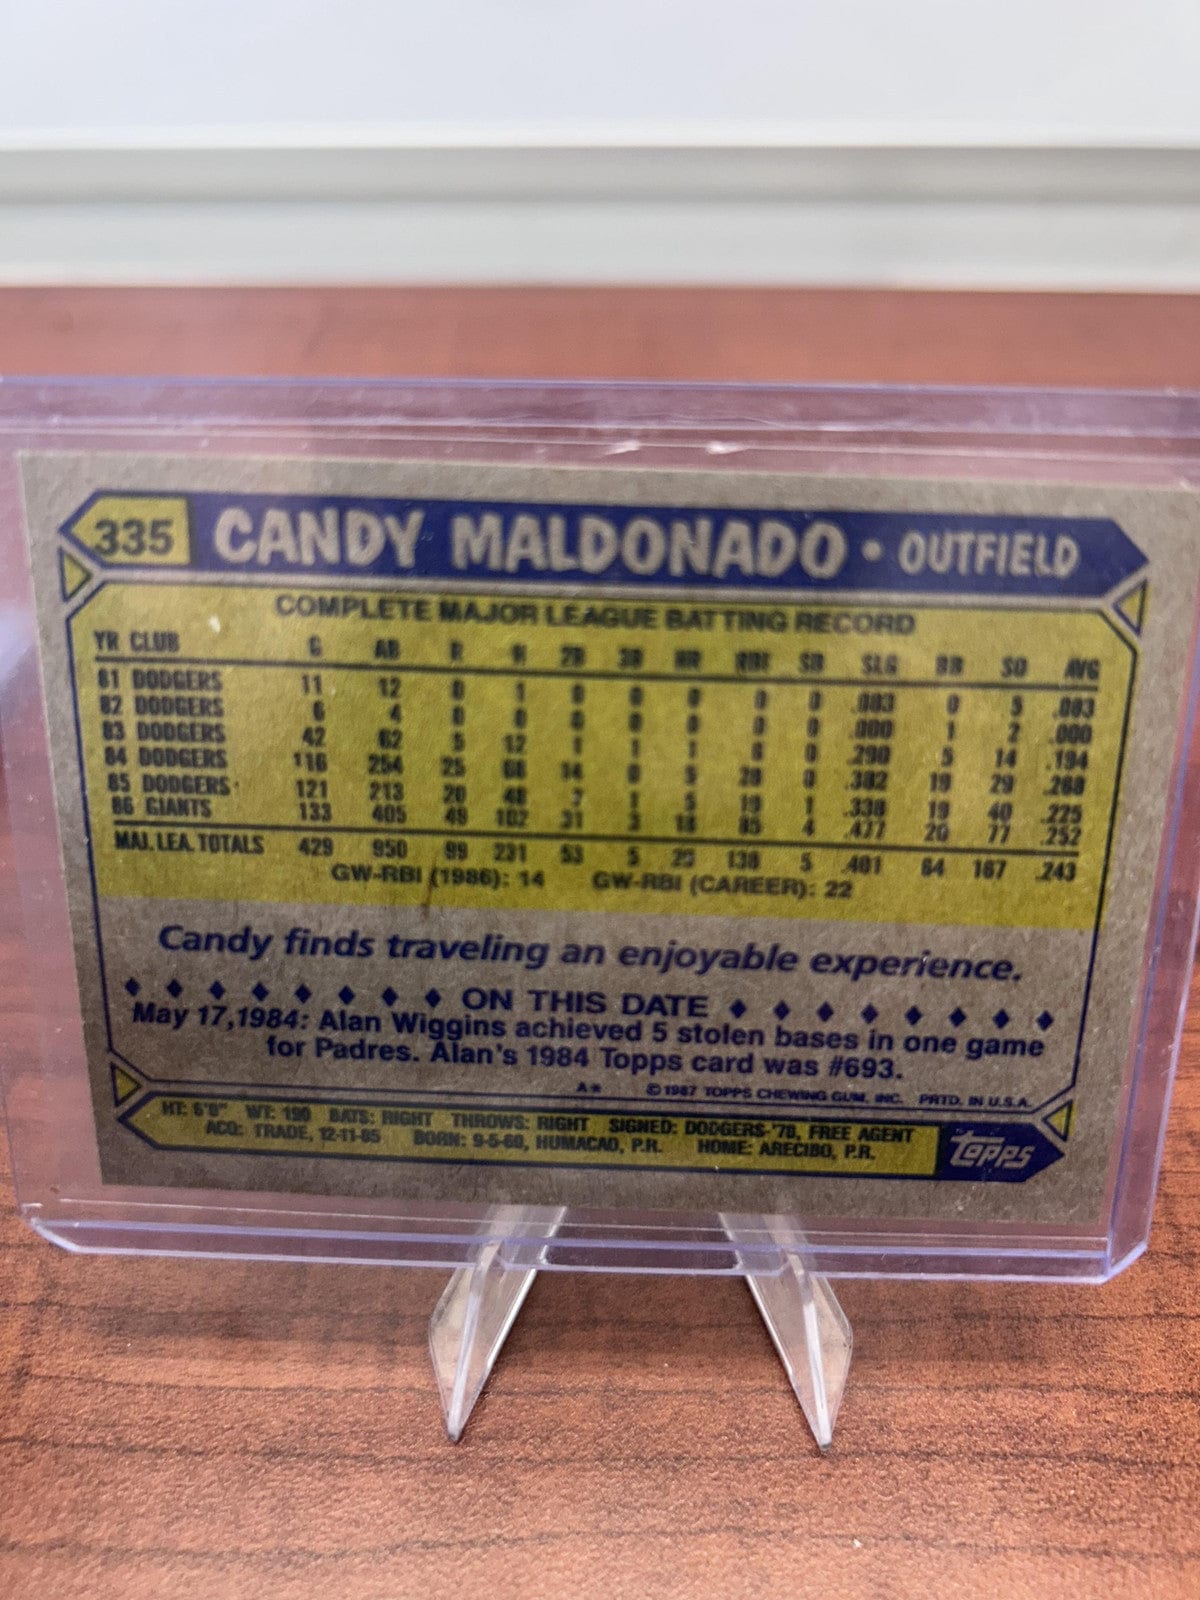 335 CANDY MALDONADO • OUTFIELD
COMPLETE MAJOR LEAGUE BATTING RECORD
YR CLUB G AB R H 2B 3B HR RBI SB SLG BB SO AVG
81 DODGERS 11 12 0 1 0 0 0 0 0 .083 0 5 .083
82 DODGERS 6 4 0 0 0 0 0 0 0 .000 1 2 .000
83 DODGERS 42 62 5 12 1 1 1 6 0 .290 5 14 .194
84 DODGERS 116 254 25 68 14 0 5 28 0 .382 19 29 .268
85 DODGERS 121 213 20 48 7 1 5 19 1 .338 19 40 .225
86 GIANTS 133 405 49 102 31 3 18 85 4 .477 20 77 .252
MAJ. LEA. TOTALS 429 950 99 231 53 5 138 5 .401 64 167 .243
GW-RBI (1986): 14 GW-RBI (CAREER): 22
Candy finds traveling an enjoyable experience.
ON THIS DATE
May 17, 1984: Alan Wiggins achieved 5 stolen bases in one game
for Padres. Alan's 1984 Topps card was #693.
A* © 1987 TOPPS CHEWING GUM, INC. PRTD. IN U.S.A.
HT: 6'0" WT: 190 BATS: RIGHT THROWS: RIGHT SIGNED: DODGERS-'78, FREE AGENT
ACQ: TRADE, 12-11-85 BORN: 9-5-60, HUMACAO, P.R. HOME: ARECIBO, P.R.
Topps